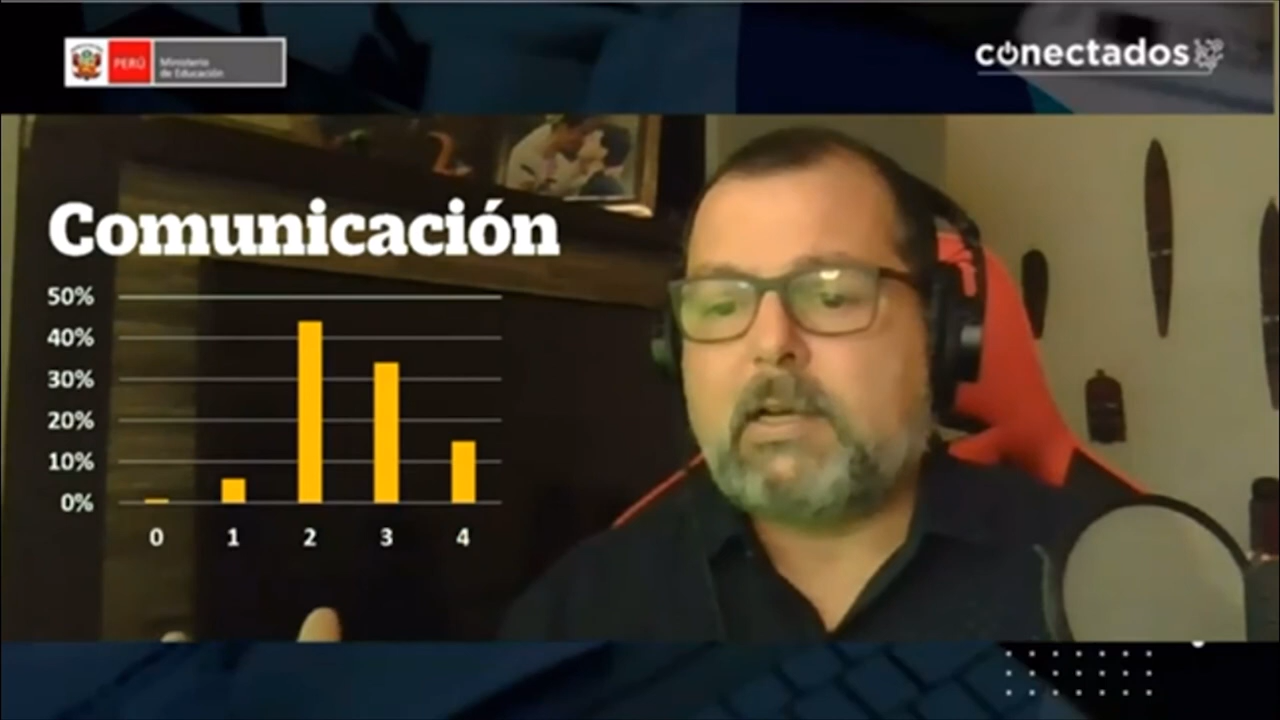 PERÚ
Ministerio
de Educación
conectados
Comunicación
50%
40%
30%
20%
10%
0%
0 1 2 3 4